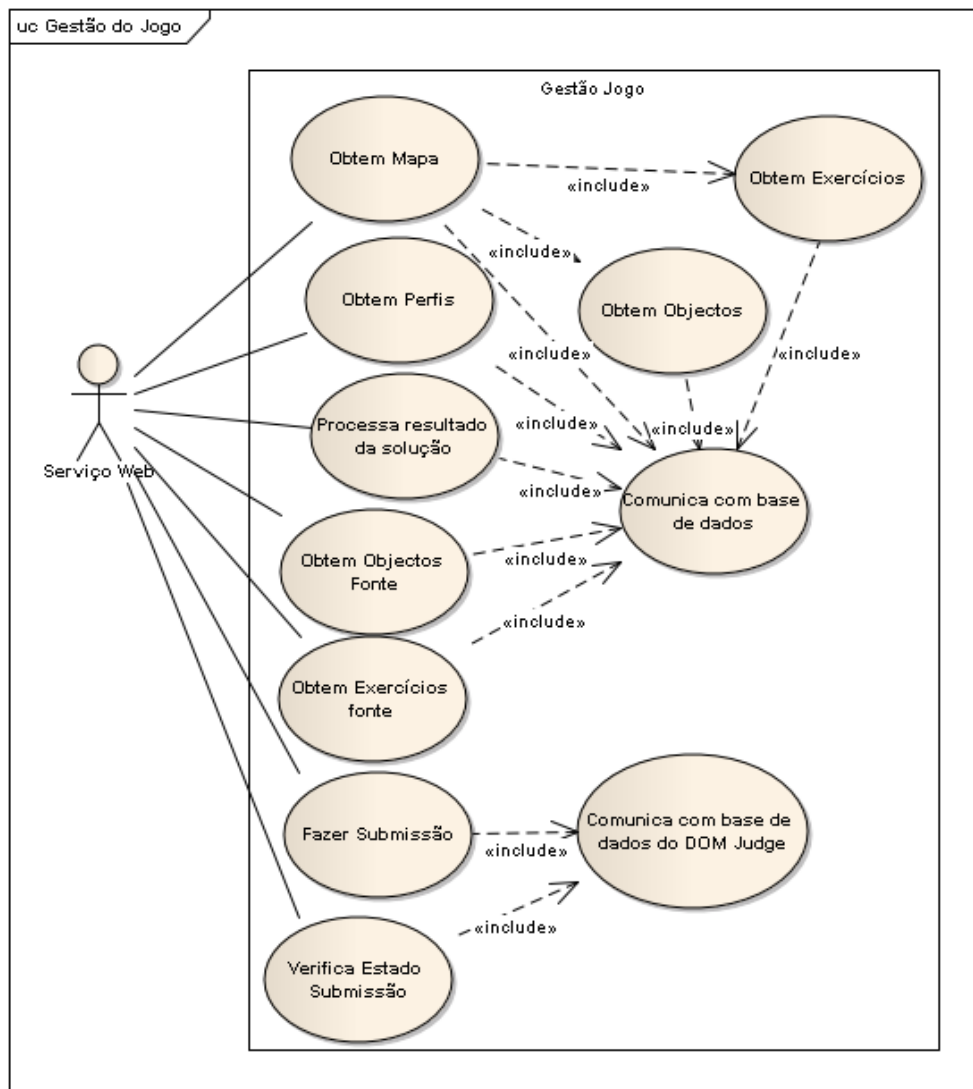 uc Gestão do Jogo
Gestão Jogo
Obtem Mapa
«include»
Obtem Exercícios
«include»
Obtem Perfis
Obtem Objectos
«include»
«include»
Serviço Web
Processa resultado
da solução
«include»
«include»
«include»
Comunica com base
de dados
Obtem Objectos
Fonte
«include»
«include»
Obtem Exercícios
fonte
Fazer Submissão
«include»
Comunica com base de
dados do DOM Judge
«include»
Verifica Estado
Submissão